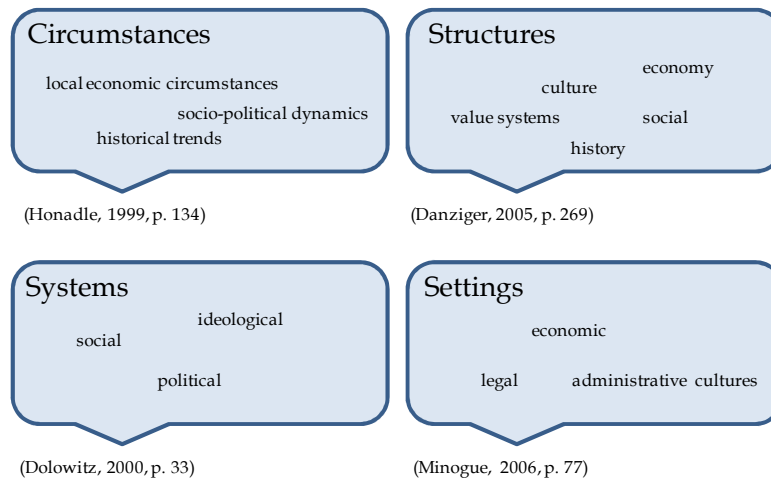 Circumstances
local economic circumstances
socio-political dynamics
historical trends
(Honadle, 1999, p. 134)
Structures
economy
culture
value systems
social
history
(Danziger, 2005, p. 269)
Systems
ideological
social
political
(Dolowitz, 2000, p. 33)
Settings
economic
legal
administrative cultures
(Minogue, 2006, p. 77)